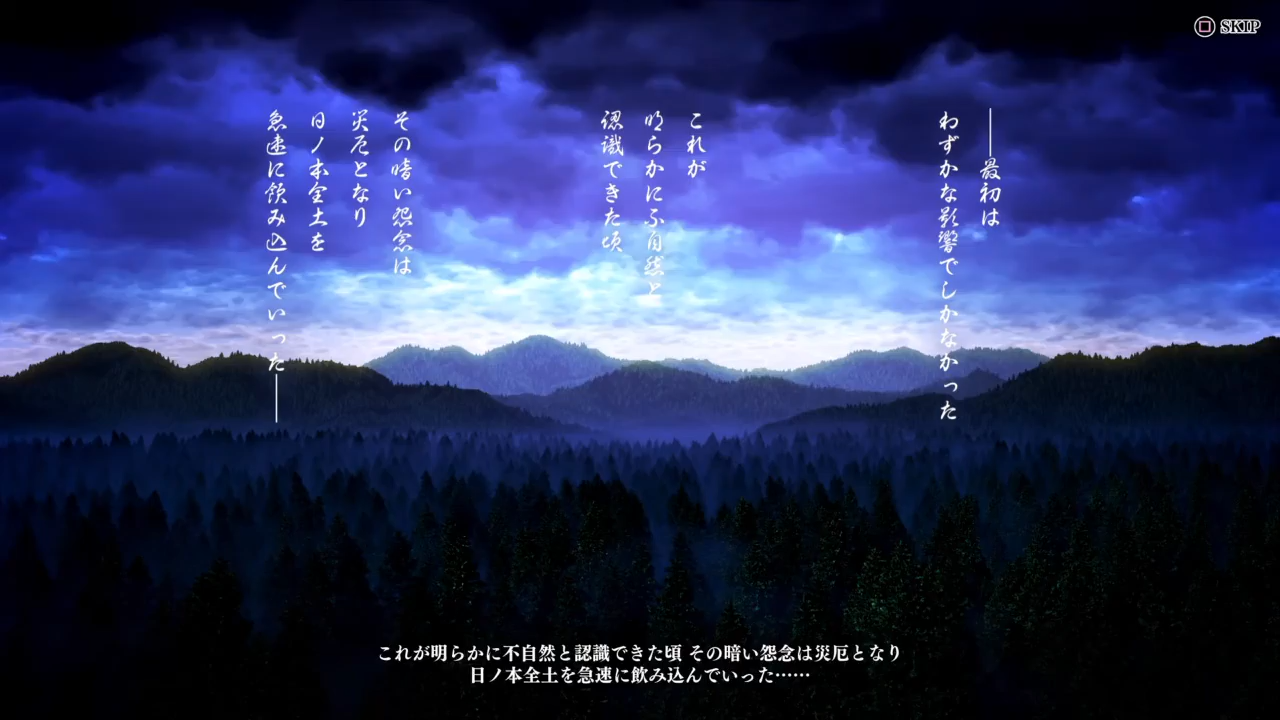 SKIP
――最初は
わずかな影響でしかなかった
これが
明らかに不自然と
認識できた頃
その暗い怨念は
災厄となり
日ノ本全土を
急速に飲み込んでいった――
これが明らかに不自然と認識できた頃 その暗い怨念は災厄となり
日ノ本全土を急速に飲み込んでいった……